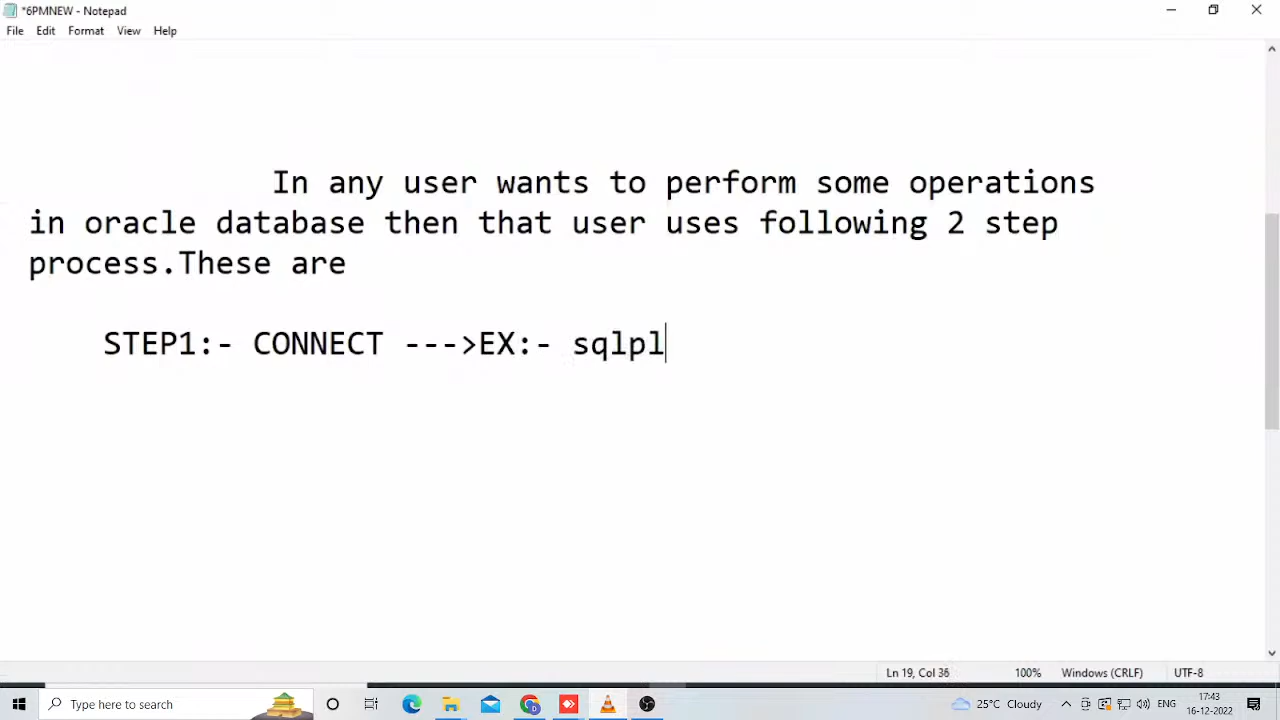 *6PMNEW - Notepad
File Edit Format View Help
In any user wants to perform some operations
in oracle database then that user uses following 2 step
process.These are
STEP1:- CONNECT --->EX:- sqlpl
Ln 19, Col 36 100% Windows (CRLF) UTF-8
Type here to search
25°C Cloudy
17:43
16-12-2022